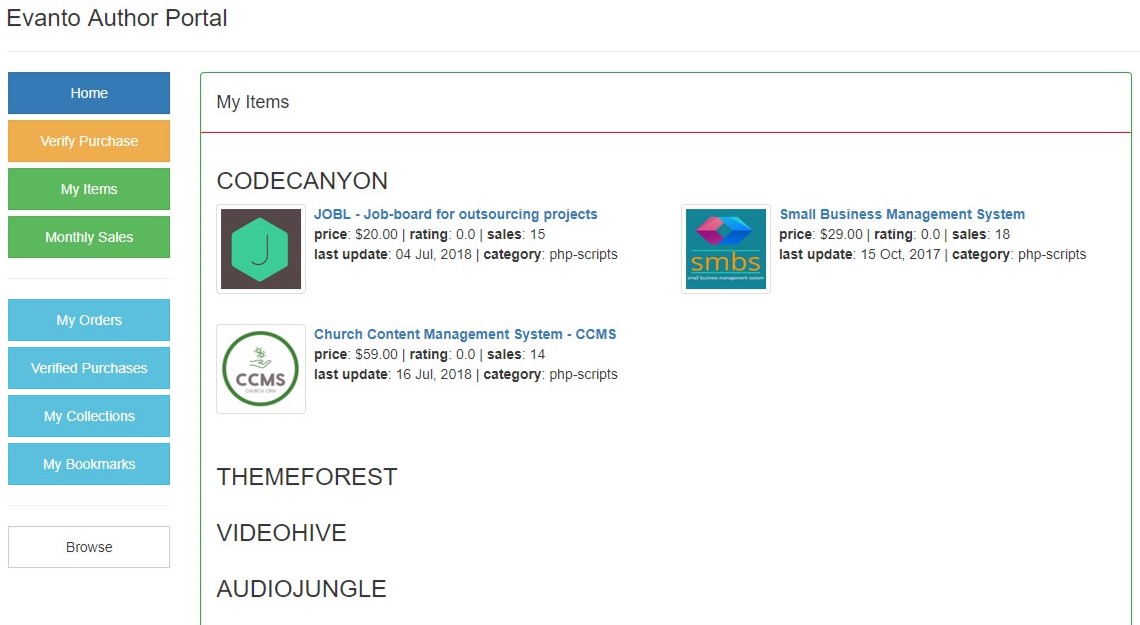 Evanto Author Portal
Home
Verify Purchase
My Items
Monthly Sales
My Orders
Verified Purchases
My Collections
My Bookmarks
Browse
My Items
CODECANYON
J
JOBL - Job-board for outsourcing projects
price: $20.00 | rating: 0.0 | sales: 15
last update: 04 Jul, 2018 | category: php-scripts
smbs
small business management system
Small Business Management System
price: $29.00 | rating: 0.0 | sales: 18
last update: 15 Oct, 2017 | category: php-scripts
CCMS
CHURCH CRM
Church Content Management System - CCMS
price: $59.00 | rating: 0.0 | sales: 14
last update: 16 Jul, 2018 | category: php-scripts
THEMEFOREST
VIDEOHIVE
AUDIOJUNGLE